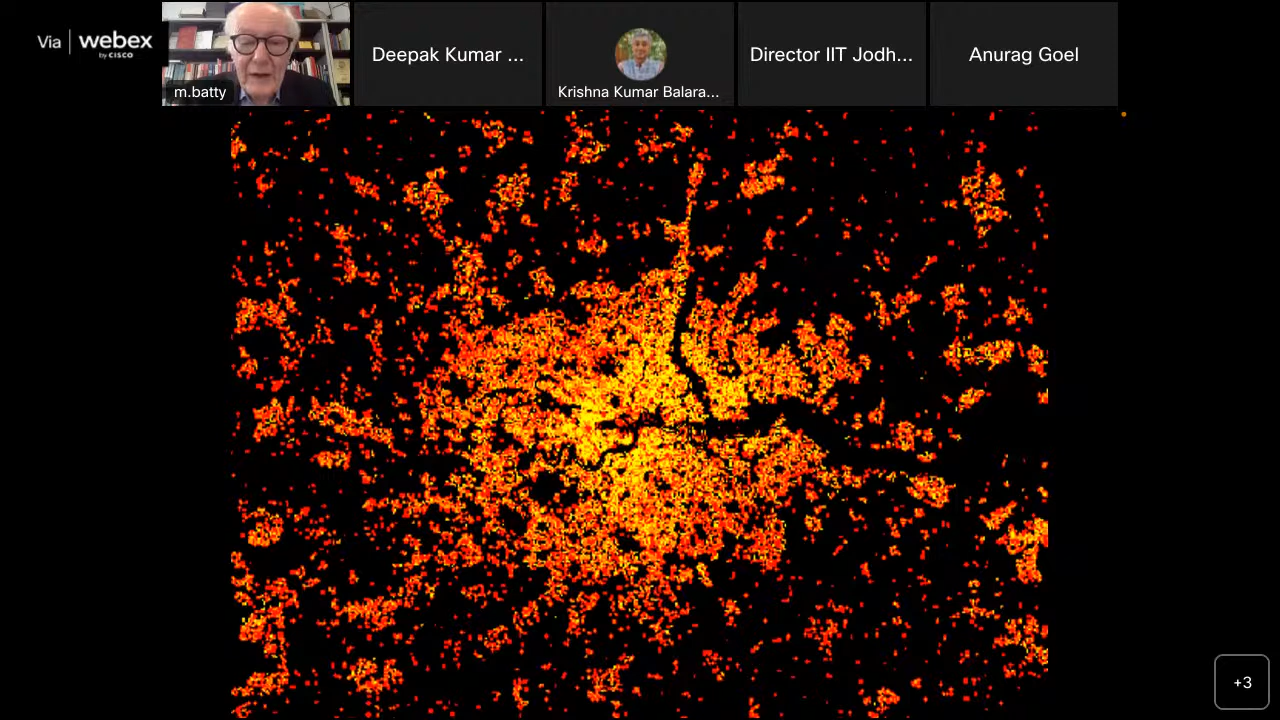 Via | webex
by CISCO
m.batty
Deepak Kumar ...
Krishna Kumar Balara...
Director IIT Jodh...
Anurag Goel
+3